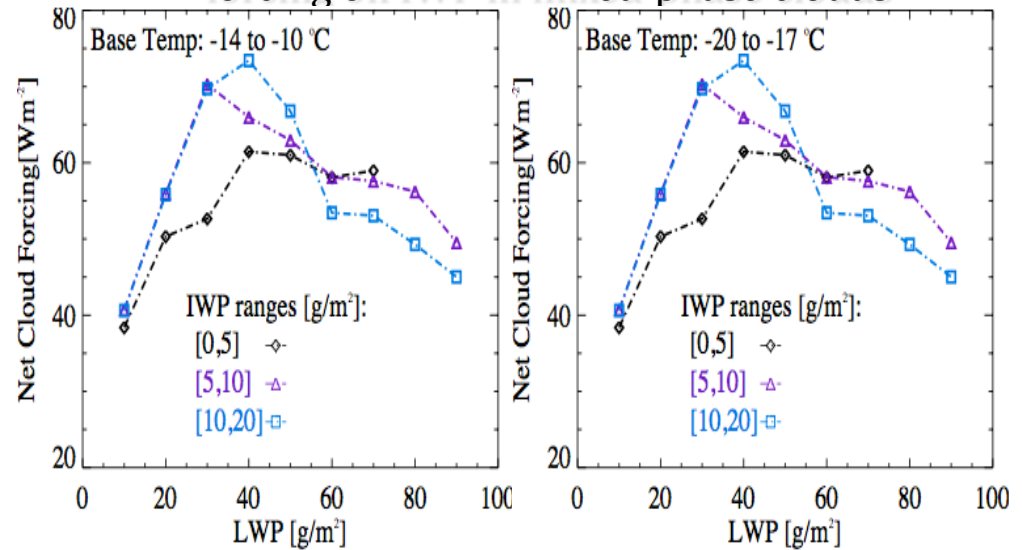 Base Temp: -14 to -10 °C
Net Cloud Forcing[Wm⁻²]
80
60
40
20
IWP ranges [g/m²]:
[0,5]
[5,10]
[10,20]
0 20 40 60 80 100
LWP [g/m²]
Base Temp: -20 to -17 °C
Net Cloud Forcing[Wm⁻²]
80
60
40
20
IWP ranges [g/m²]:
[0,5]
[5,10]
[10,20]
0 20 40 60 80 100
LWP [g/m²]